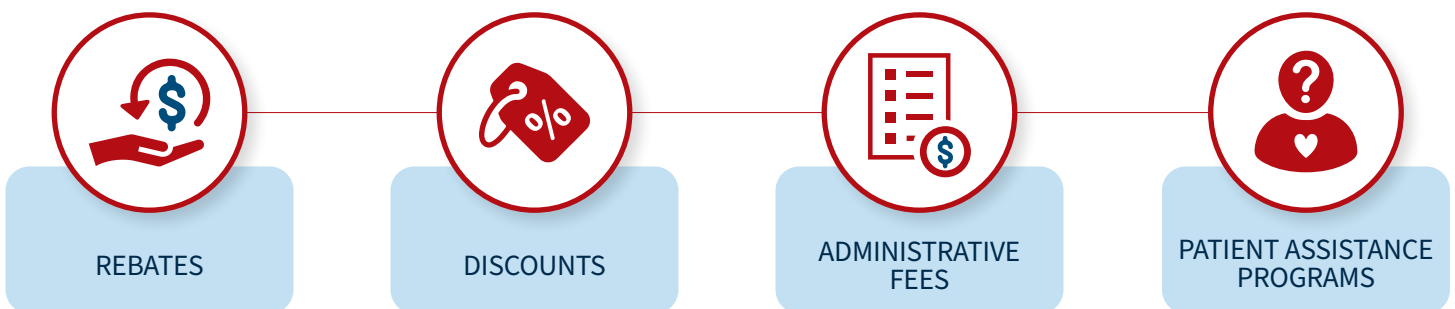 $
%
$
?
REBATES
DISCOUNTS
ADMINISTRATIVE
FEES
PATIENT ASSISTANCE
PROGRAMS